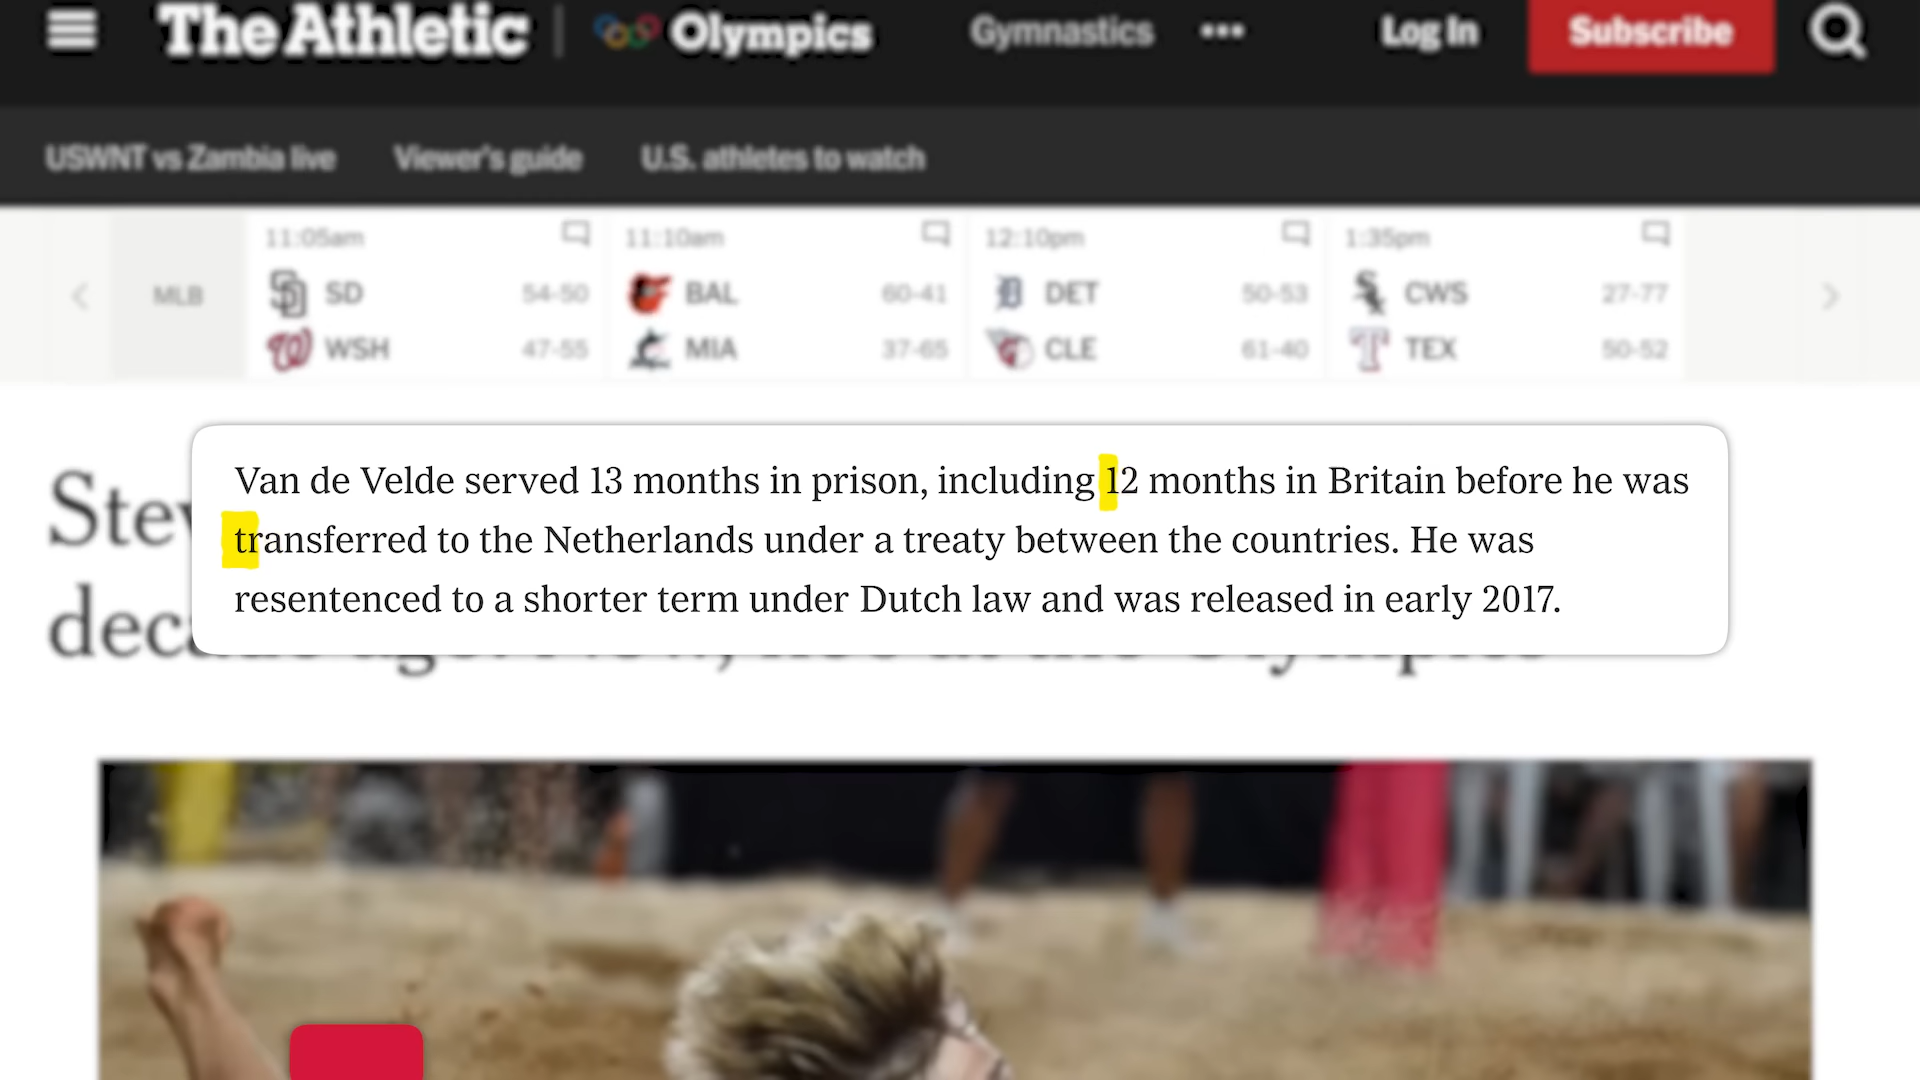 The Athletic
Olympics
Gymnastics
Log In
Subscribe
USWNT vs Zambia live
Viewer's guide
U.S. athletes to watch
MLB
11:05am
SD 54-50
WSH 47-55
11:10am
BAL 60-41
MIA 37-65
12:10pm
DET 50-53
CLE 61-40
1:35pm
CWS 27-77
TEX 50-52
Van de Velde served 13 months in prison, including 12 months in Britain before he was
transferred to the Netherlands under a treaty between the countries. He was
resentenced to a shorter term under Dutch law and was released in early 2017.